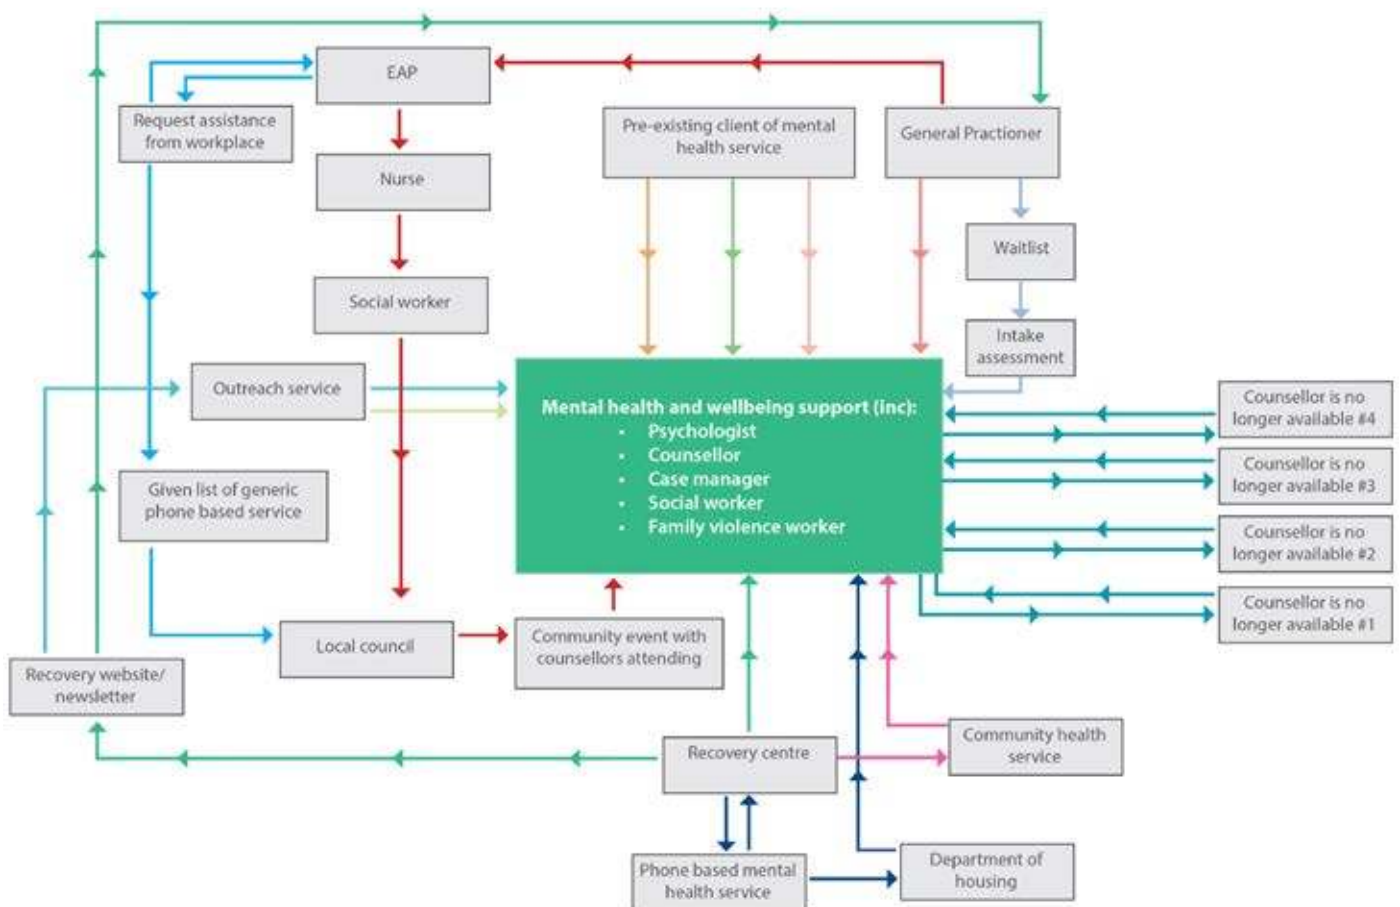 EAP
Request assistance
from workplace
Pre-existing client of mental
health service
General Practioner
Nurse
Waitlist
Social worker
Intake
assessment
Outreach service
Mental health and wellbeing support (inc):
• Psychologist
• Counsellor
• Case manager
• Social worker
• Family violence worker
Counsellor is no
longer available #4
Counsellor is no
longer available #3
Given list of generic
phone based service
Counsellor is no
longer available #2
Counsellor is no
longer available #1
Local council
Community event with
counsellors attending
Recovery website/
newsletter
Recovery centre
Community health
service
Phone based mental
health service
Department of
housing